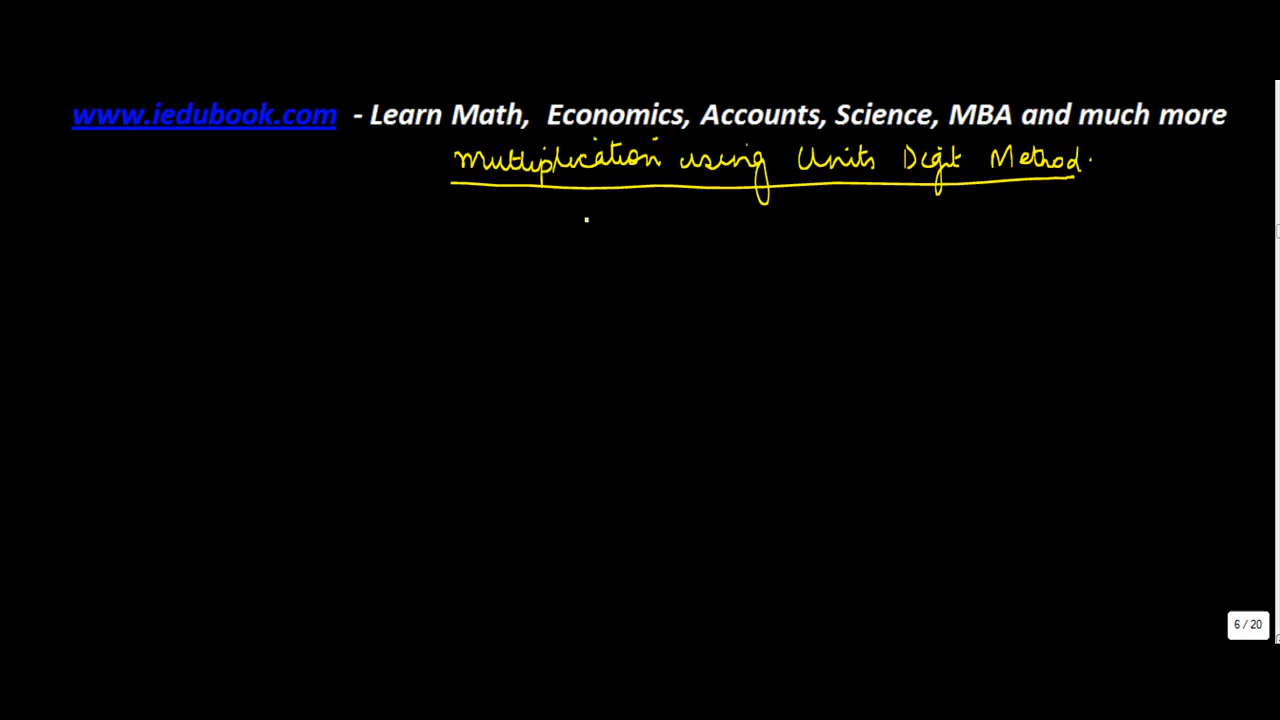 www.iedubook.com - Learn Math, Economics, Accounts, Science, MBA and much more
Multiplication using Units Digit Method.
6 / 20